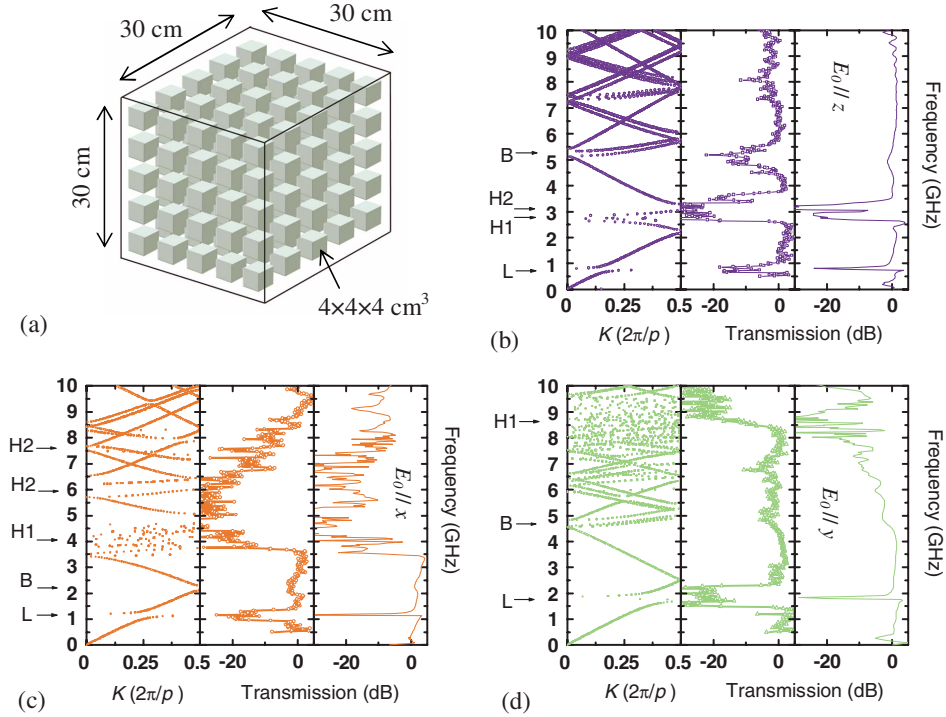 (a)
30 cm
30 cm
30 cm
4×4×4 cm³
(b)
10
9
8
7
6
5
4
3
2
1
0
B
H2
H1
L
E₀//z
Frequency (GHz)
0 0.25 0.5 -20 0 -20 0
K (2π/p) Transmission (dB)
(c)
10
9
8
7
6
5
4
3
2
1
0
H2
H2
H1
B
L
E₀//x
Frequency (GHz)
0 0.25 0.5 -20 0 -20 0
K (2π/p) Transmission (dB)
(d)
10
9
8
7
6
5
4
3
2
1
0
H1
B
L
E₀//y
Frequency (GHz)
0 0.25 0.5 -20 0 -20 0
K (2π/p) Transmission (dB)